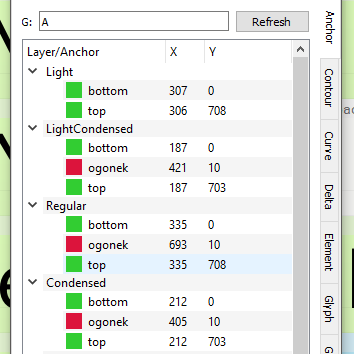 G: A Refresh
Layer/Anchor X Y
Light
bottom 307 0
top 306 708
LightCondensed
bottom 187 0
ogonek 421 10
top 187 703
Regular
bottom 335 0
ogonek 693 10
top 335 708
Condensed
bottom 212 0
ogonek 405 10
top 212 703
Anchor
Contour
Curve
Delta
Element
Glyph